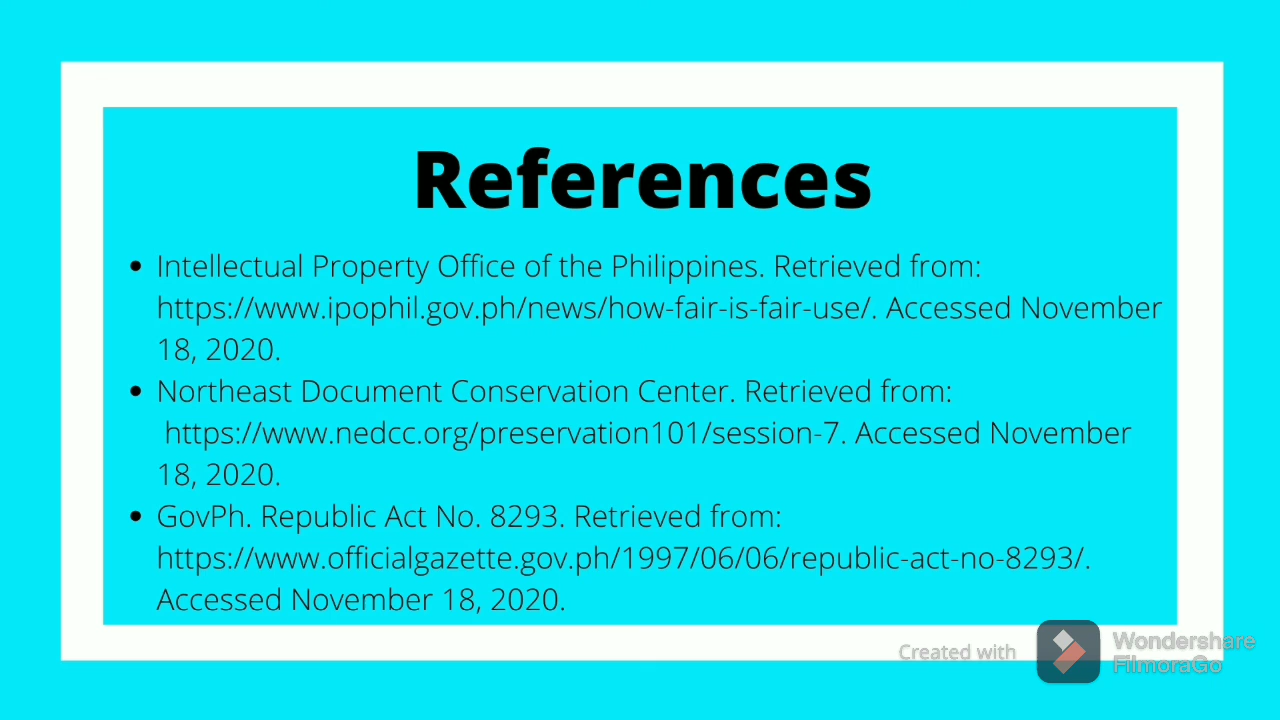 References
• Intellectual Property Office of the Philippines. Retrieved from:
https://www.ipophil.gov.ph/news/how-fair-is-fair-use/. Accessed November
18, 2020.
• Northeast Document Conservation Center. Retrieved from:
https://www.nedcc.org/preservation101/session-7. Accessed November
18, 2020.
• GovPh. Republic Act No. 8293. Retrieved from:
https://www.officialgazette.gov.ph/1997/06/06/republic-act-no-8293/.
Accessed November 18, 2020.
Created with
Wondershare
FilmoraGo